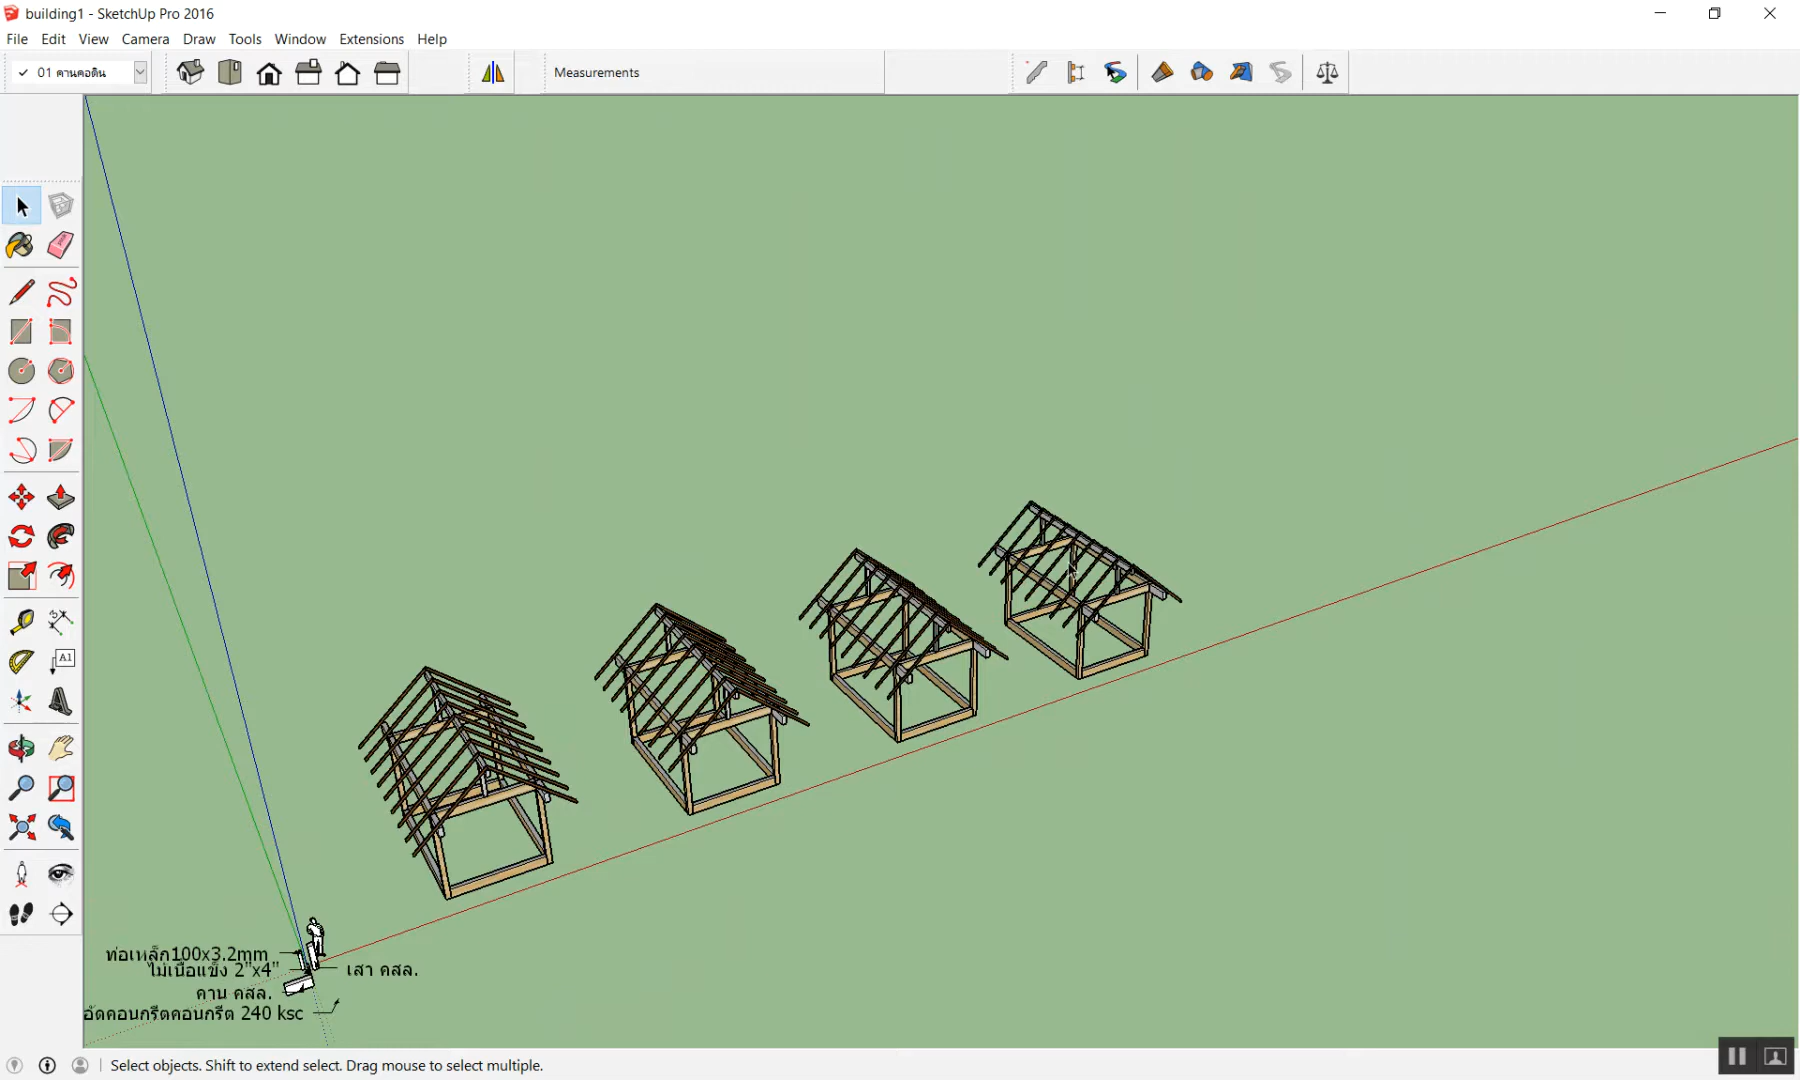 building1 - SketchUp Pro 2016
File Edit View Camera Draw Tools Window Extensions Help
01 คานคอดิน
Measurements
A1
ท่อเหล็ก100x3.2mm
ไม้เนื้อแข็ง 2"x4"
เสา คสล.
คาน คสล.
อัดคอนกรีตคอนกรีต 240 ksc
Select objects. Shift to extend select. Drag mouse to select multiple.